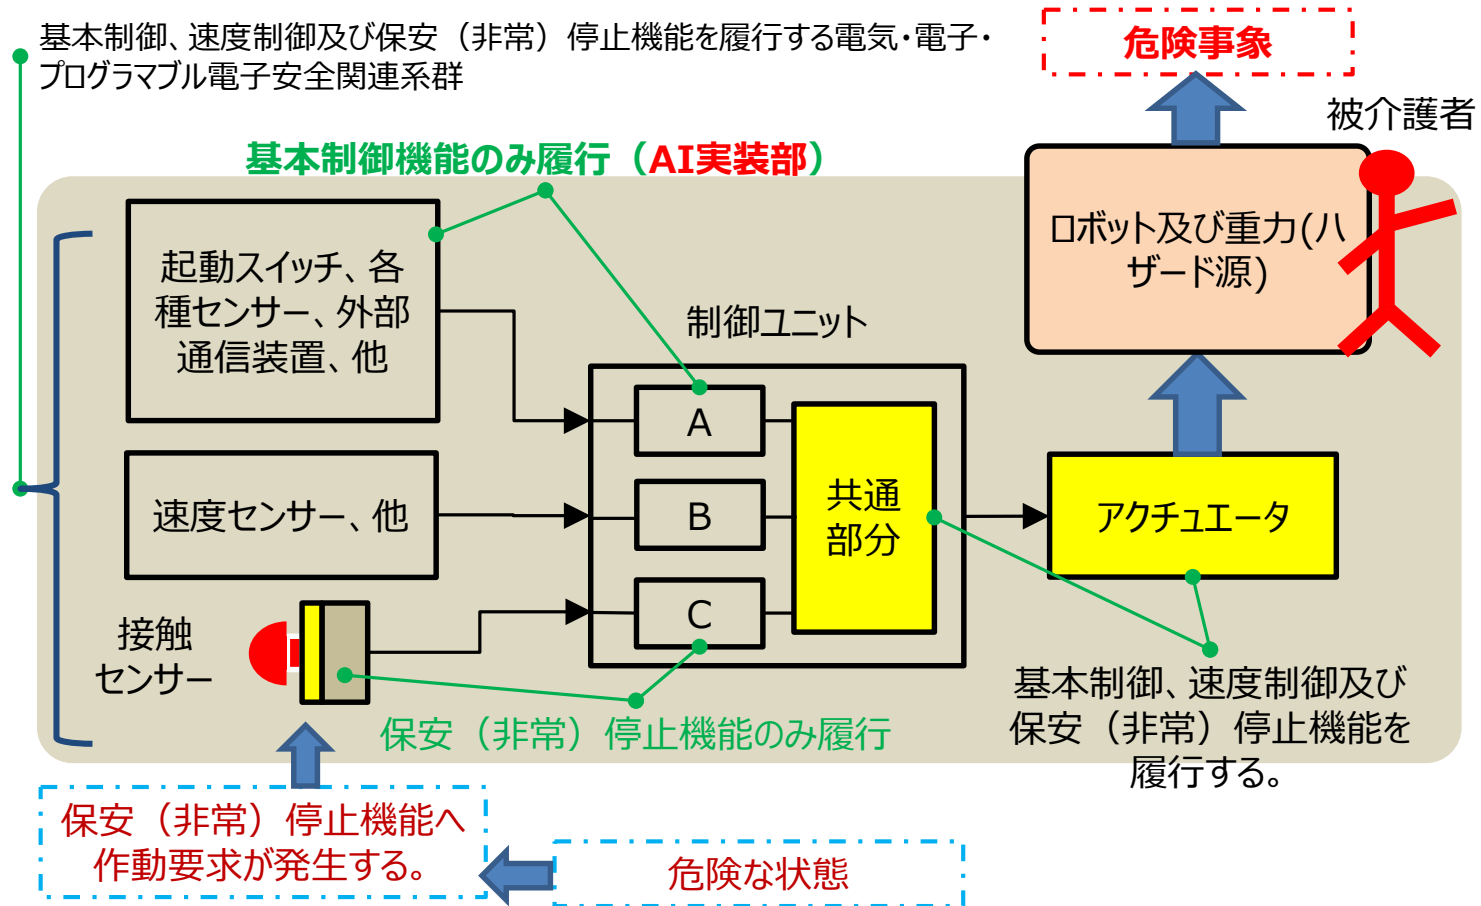 基本制御、速度制御及び保安（非常）停止機能を履行する電気・電子・
プログラマブル電子安全関連系群
危険事象
被介護者
基本制御機能のみ履行（AI実装部）
ロボット及び重力(ハ
ザード源)
起動スイッチ、各
種センサー、外部
通信装置、他
制御ユニット
A
速度センサー、他
B
共通
部分
アクチュエータ
C
接触
センサー
保安（非常）停止機能のみ履行
基本制御、速度制御及び
保安（非常）停止機能を
履行する。
保安（非常）停止機能へ
作動要求が発生する。
危険な状態